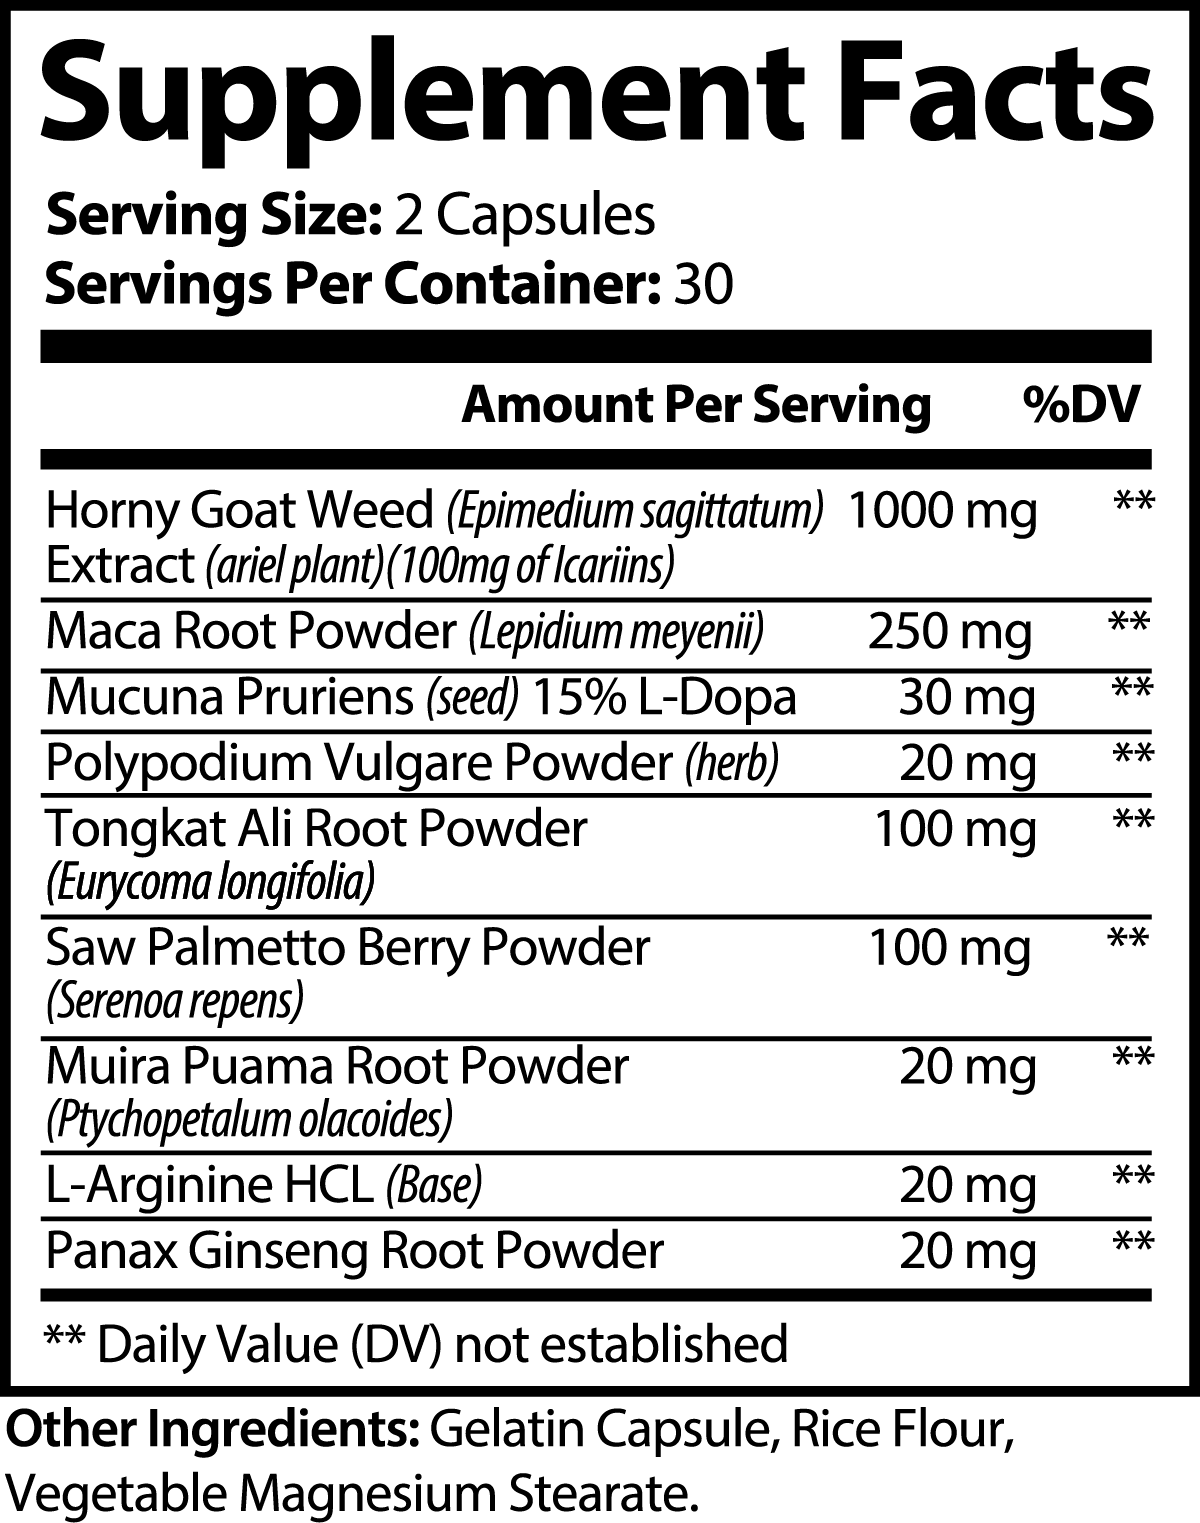 Supplement Facts
Serving Size: 2 Capsules
Servings Per Container: 30
Amount Per Serving %DV
Horny Goat Weed (Epimedium sagittatum) 1000 mg **
Extract (ariel plant)(100mg of Icariins)
Maca Root Powder (Lepidium meyenii) 250 mg **
Mucuna Pruriens (seed) 15% L-Dopa 30 mg **
Polypodium Vulgare Powder (herb) 20 mg **
Tongkat Ali Root Powder 100 mg **
(Eurycoma longifolia)
Saw Palmetto Berry Powder 100 mg **
(Serenoa repens)
Muira Puama Root Powder 20 mg **
(Ptychopetalum olacoides)
L-Arginine HCL (Base) 20 mg **
Panax Ginseng Root Powder 20 mg **
** Daily Value (DV) not established
Other Ingredients: Gelatin Capsule, Rice Flour,
Vegetable Magnesium Stearate.